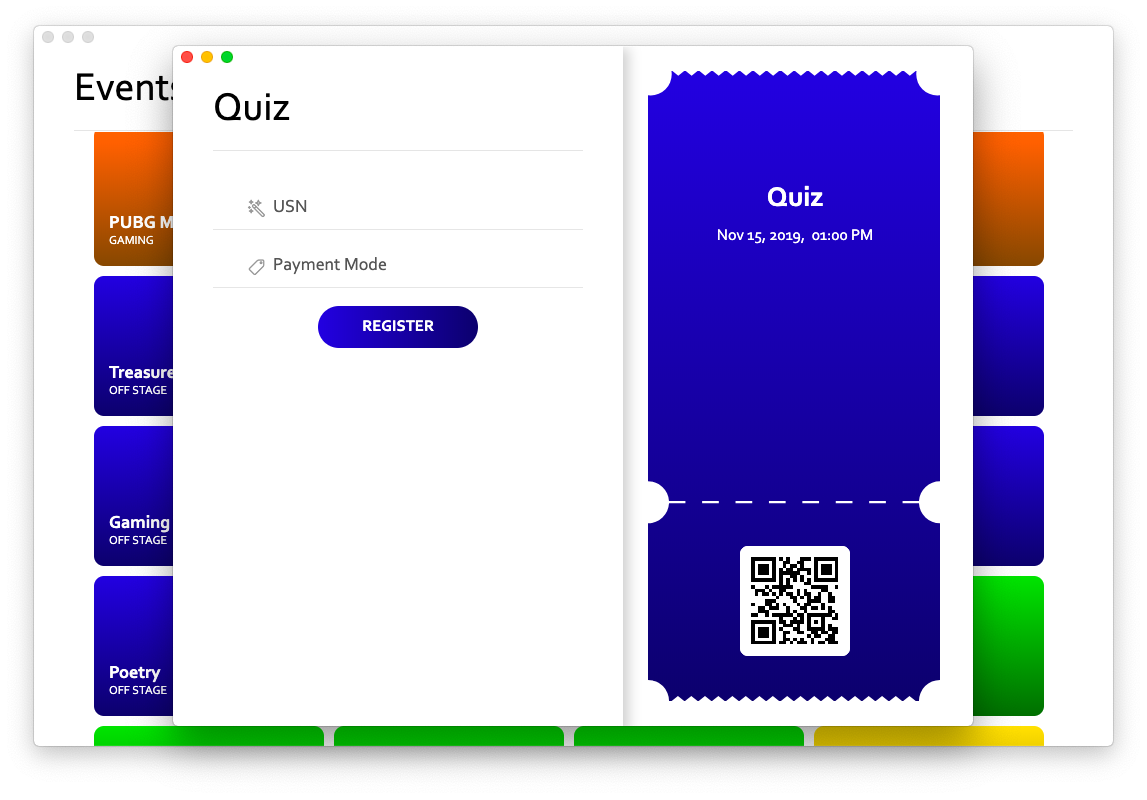 Events
PUBG M
GAMING
Treasure
OFF STAGE
Gaming
OFF STAGE
Poetry
OFF STAGE
Quiz
USN
Payment Mode
REGISTER
Quiz
Nov 15, 2019, 01:00 PM